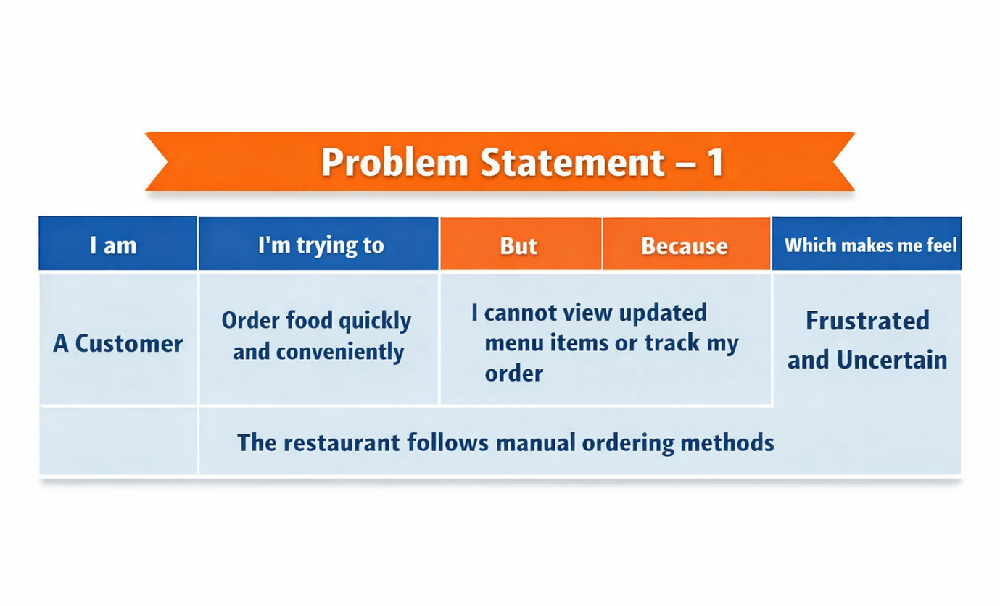 Problem Statement – 1
I am
I'm trying to
But
Because
Which makes me feel
A Customer
Order food quickly
and conveniently
I cannot view updated
menu items or track my
order
Frustrated
and Uncertain
The restaurant follows manual ordering methods